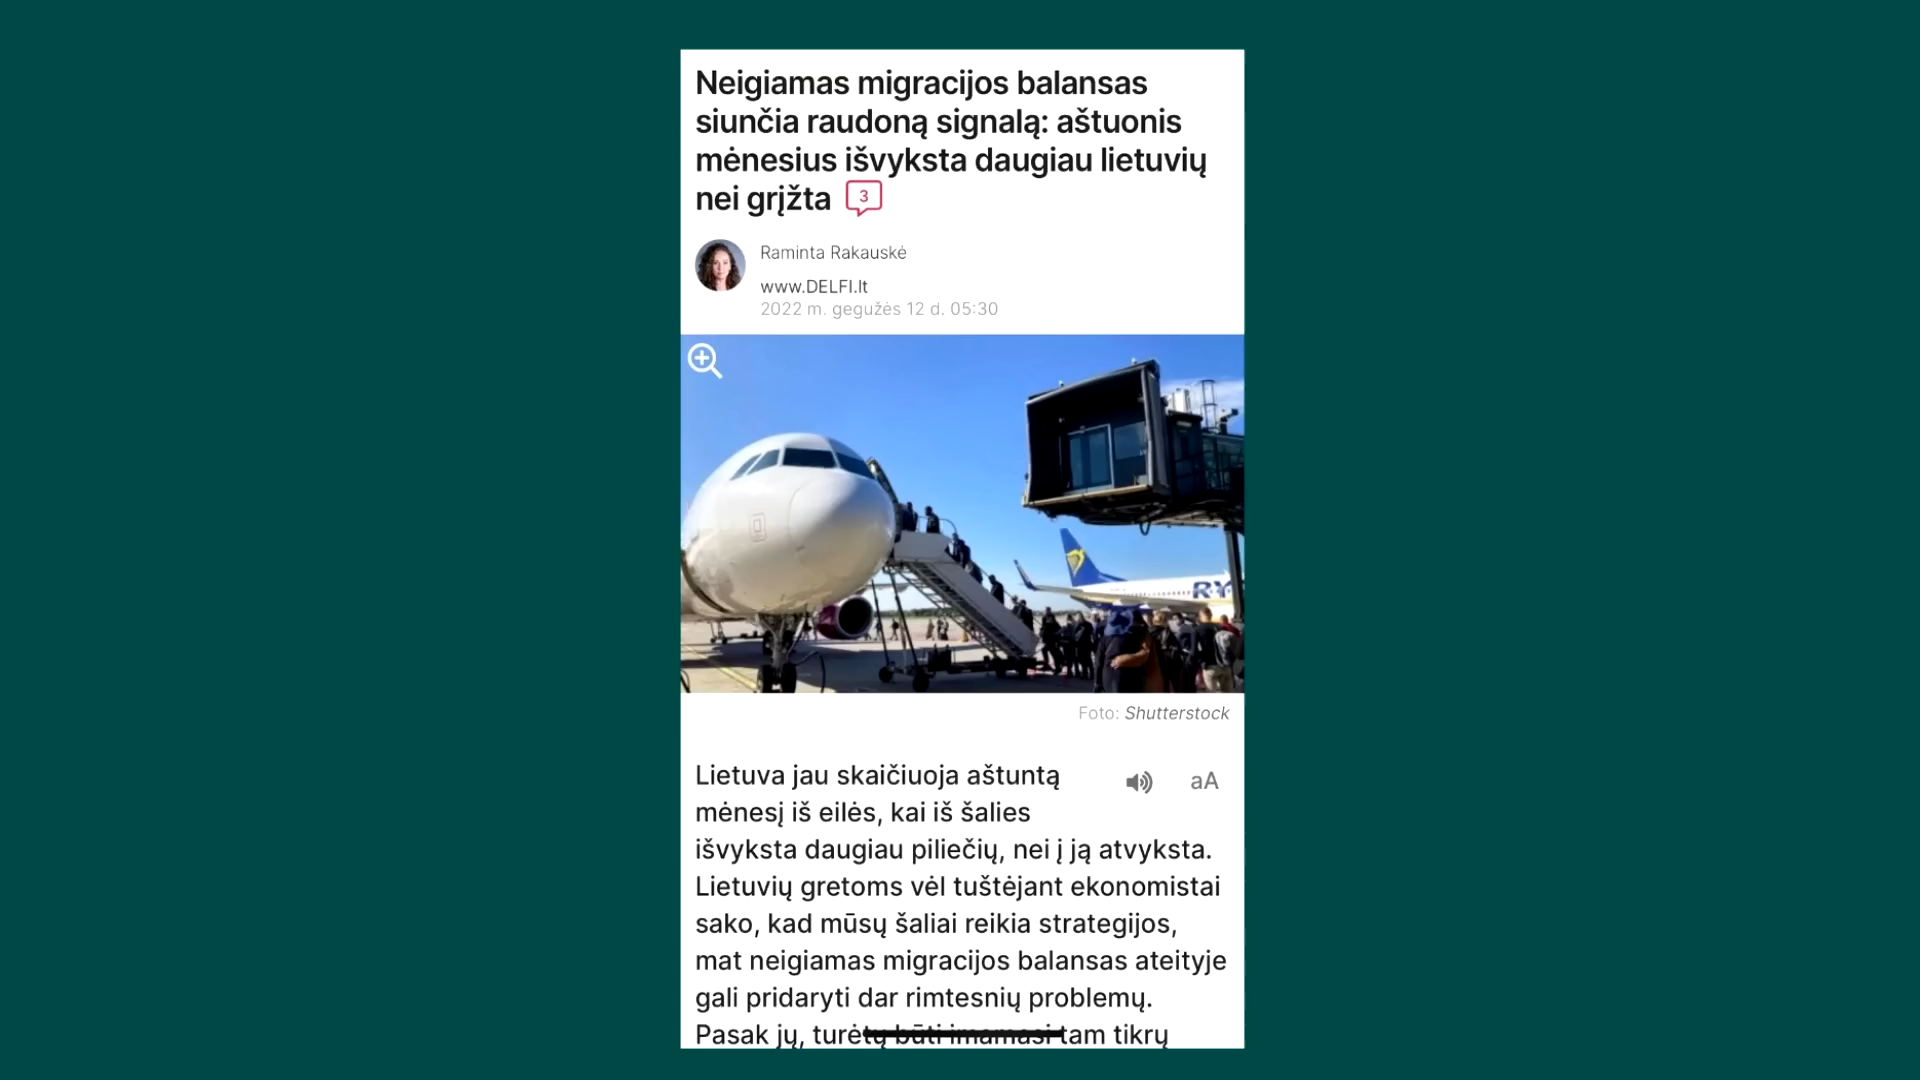 Neigiamas migracijos balansas
siunčia raudoną signalą: aštuonis
mėnesius išvyksta daugiau lietuvių
nei grįžta 3
Raminta Rakauskė
www.DELFI.lt
2022 m. gegužės 12 d. 05:30
RY
Foto: Shutterstock
Lietuva jau skaičiuoja aštuntą
aA
mėnesį iš eilės, kai iš šalies
išvyksta daugiau piliečių, nei į ją atvyksta.
Lietuvių gretoms vėl tuštėjant ekonomistai
sako, kad mūsų šaliai reikia strategijos,
mat neigiamas migracijos balansas ateityje
gali pridaryti dar rimtesnių problemų.
Pasak jų, turėtų būti imamasi tam tikrų